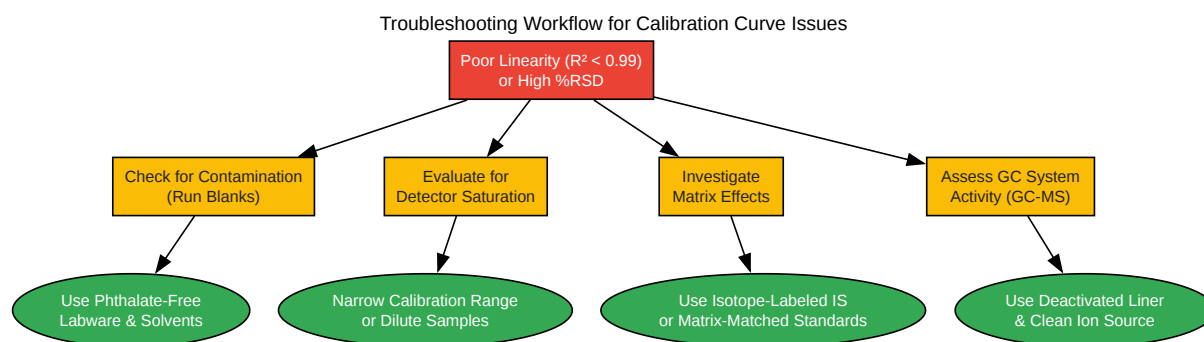 Troubleshooting Workflow for Calibration Curve Issues
Poor Linearity (R² < 0.99)
or High %RSD
Check for Contamination
(Run Blanks)
Evaluate for
Detector Saturation
Investigate
Matrix Effects
Assess GC System
Activity (GC-MS)
Use Phthalate-Free
Labware & Solvents
Narrow Calibration Range
or Dilute Samples
Use Isotope-Labeled IS
or Matrix-Matched Standards
Use Deactivated Liner
& Clean Ion Source